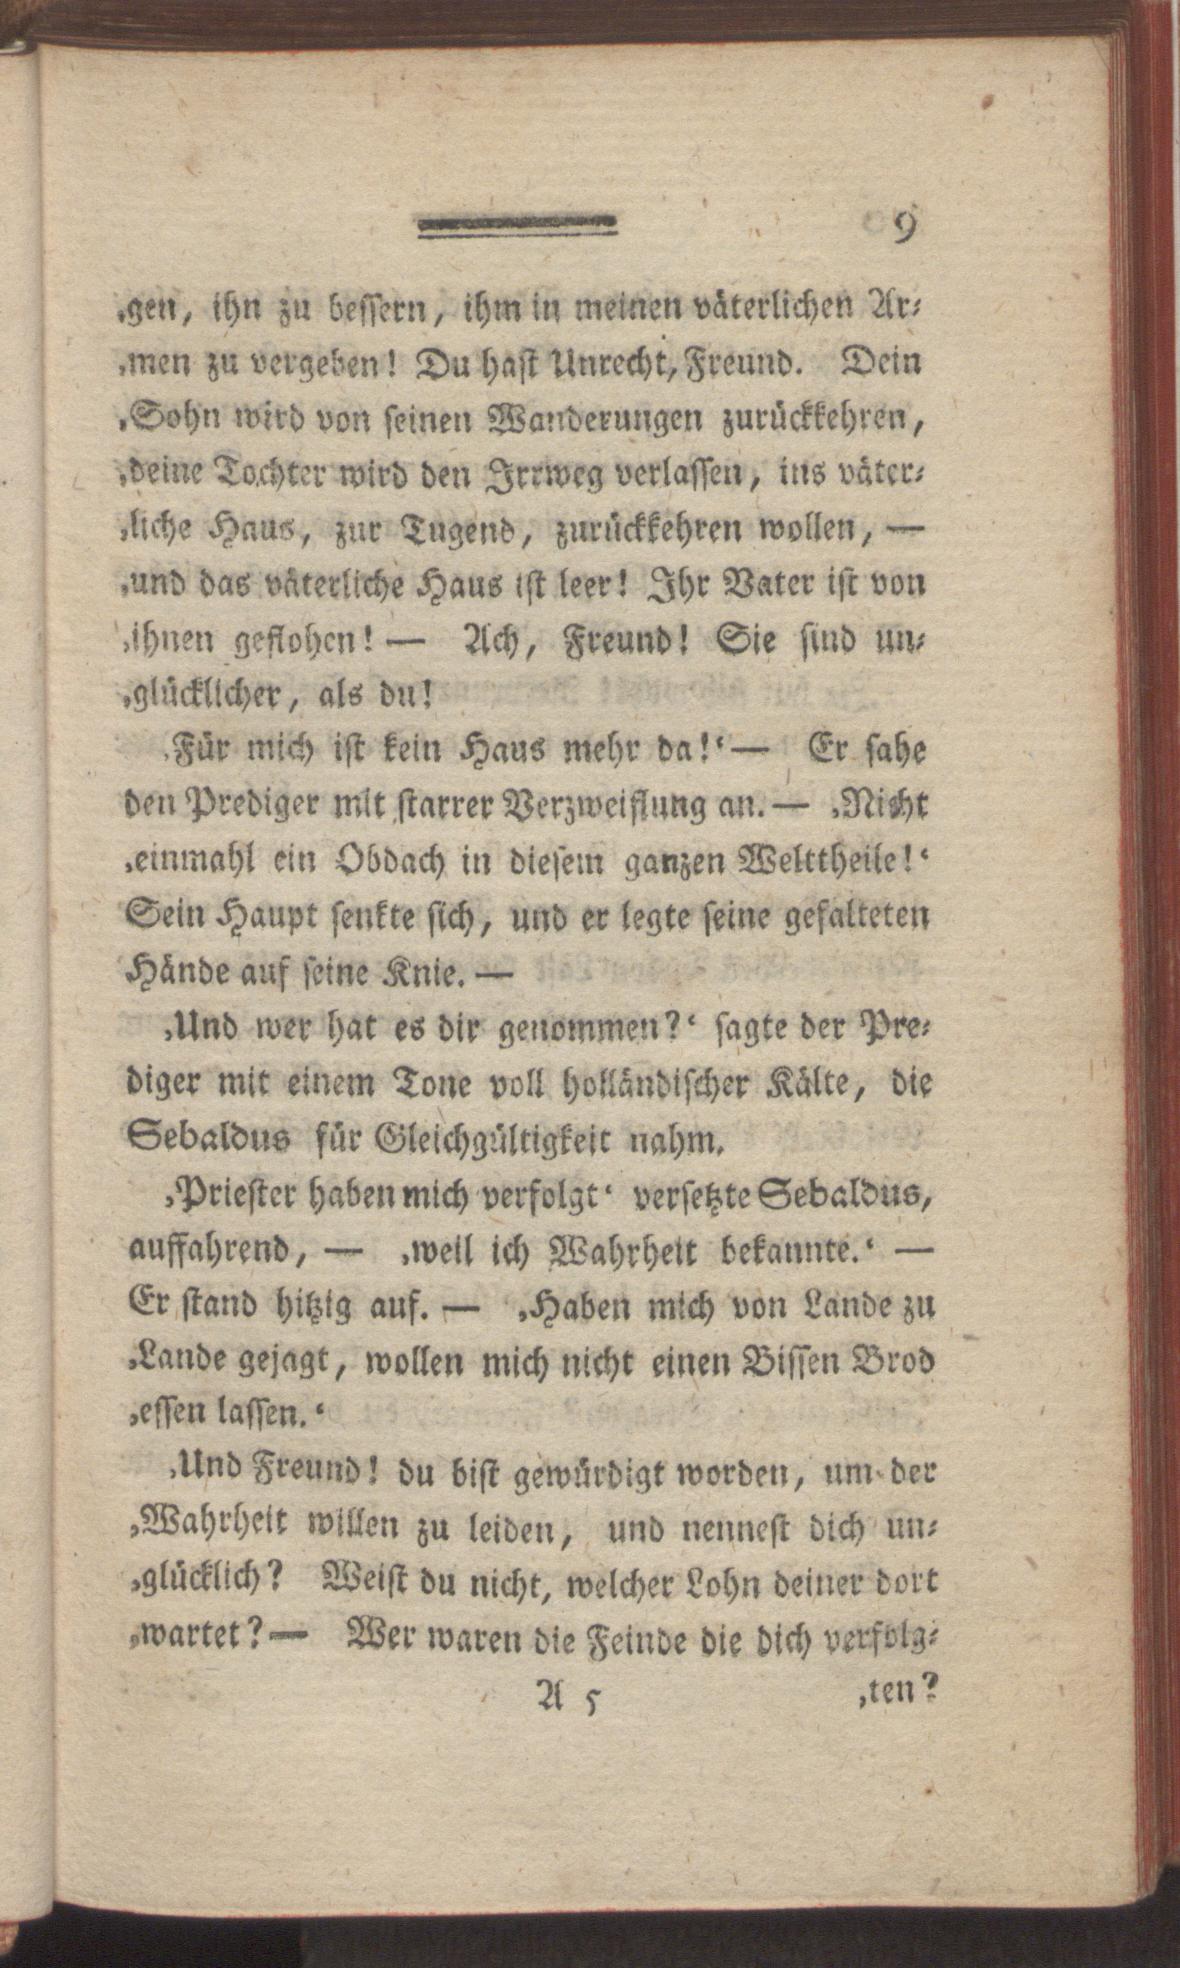 9
‚gen, ihn zu beſſern, ihm in meinen väterlichen Ar⸗
‚men zu vergeben! Du haſt Unrecht, Freund. Dein
‚Sohn wird von ſeinen Wanderungen zurückkehren,
‚deine Tochter wird den Irrweg verlaſſen, ins väter⸗
‚liche Haus, zur Tugend, zurückkehren wollen, —
‚und das väterliche Haus iſt leer! Ihr Vater iſt von
‚ihnen geflohen! — Ach, Freund! Sie ſind un⸗
‚glücklicher, als du!
‚Für mich iſt kein Haus mehr da!‘ — Er ſahe
den Prediger mit ſtarrer Verzweiflung an. — ‚Nicht
‚einmahl ein Obdach in dieſem ganzen Welttheile!‘
Sein Haupt ſenkte ſich, und er legte ſeine gefalteten
Hände auf ſeine Knie. —
‚Und wer hat es dir genommen?‘ ſagte der Pre⸗
diger mit einem Tone voll holländiſcher Kälte, die
Sebaldus für Gleichgültigkeit nahm.
‚Prieſter haben mich verfolgt‘ verſetzte Sebaldus,
auffahrend, — ‚weil ich Wahrheit bekannte.‘ —
Er ſtand hitzig auf. — ‚Haben mich von Lande zu
‚Lande gejagt, wollen mich nicht einen Biſſen Brod
‚eſſen laſſen.‘
‚Und Freund! du biſt gewürdigt worden, um der
‚Wahrheit willen zu leiden, und nenneſt dich un⸗
‚glücklich? Weiſt du nicht, welcher Lohn deiner dort
‚wartet? — Wer waren die Feinde die dich verfolg⸗
A 5 ‚ten?